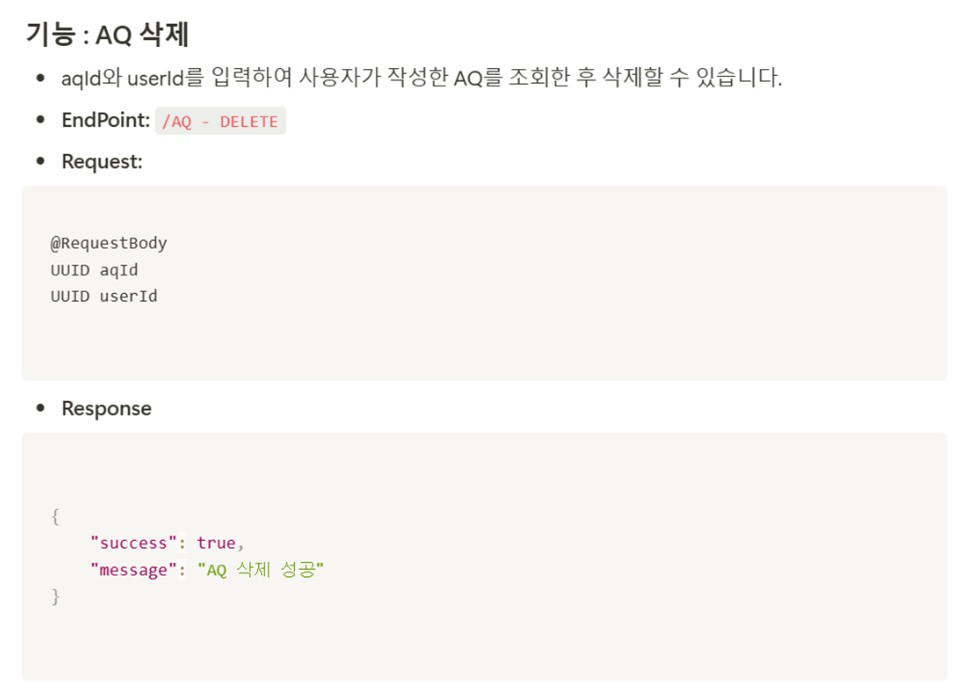 기능 : AQ 삭제
• aqId와 userId를 입력하여 사용자가 작성한 AQ를 조회한 후 삭제할 수 있습니다.
• EndPoint: /AQ - DELETE
• Request:
@RequestBody
UUID aqId
UUID userId
• Response
{
    "success": true,
    "message": "AQ 삭제 성공"
}